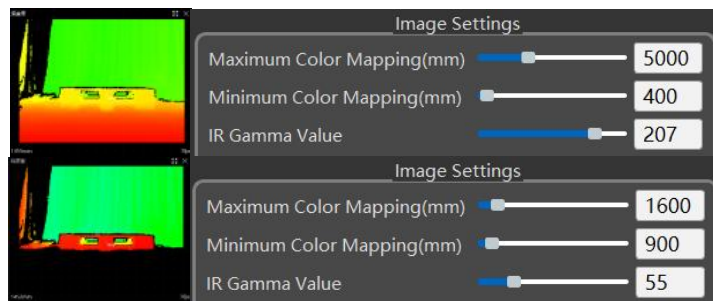 Image Settings
Maximum Color Mapping(mm) 5000
Minimum Color Mapping(mm) 400
IR Gamma Value 207
Image Settings
Maximum Color Mapping(mm) 1600
Minimum Color Mapping(mm) 900
IR Gamma Value 55